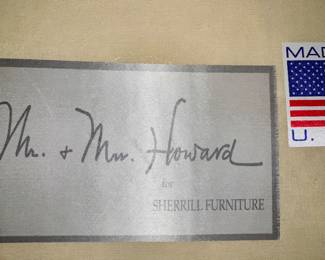 Mr. + Mrs. Howard
for
SHERRILL FURNITURE
MAD
U.